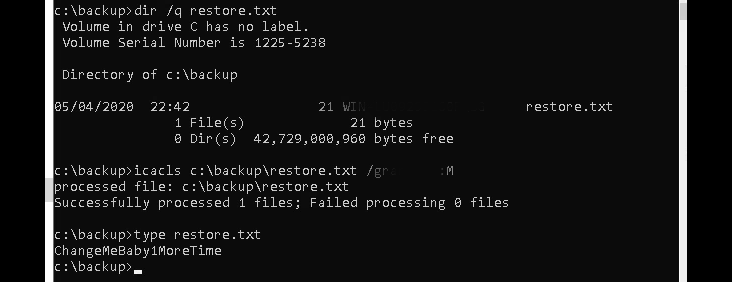 c:\backup>dir /q restore.txt
Volume in drive C has no label.
Volume Serial Number is 1225-5238
Directory of c:\backup
05/04/2020 22:42 21 WIN restore.txt
1 File(s) 21 bytes
0 Dir(s) 42,729,000,960 bytes free
c:\backup>icacls c:\backup\restore.txt /gra :M
processed file: c:\backup\restore.txt
Successfully processed 1 files; Failed processing 0 files
c:\backup>type restore.txt
ChangeMeBaby1MoreTime
c:\backup>